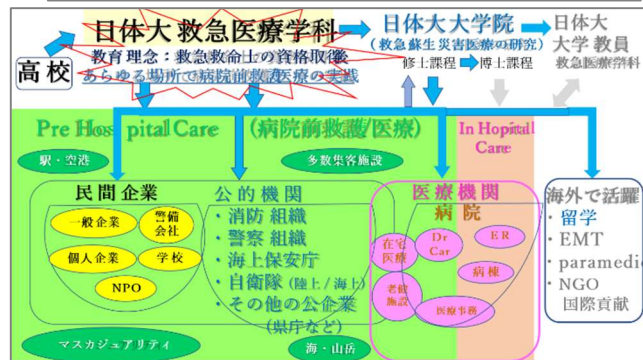 日体大 救急医療学科
教育理念：救急救命士の資格取得後
あらゆる場所で病院前救護医療の実践
高校
日体大大学院
(救急蘇生災害医療の研究)
修士課程
博士課程
日体大
大学教員
救急医療学科
Pre Hosspital Care (病院前救護/医療)
In Hopital
Care
駅・空港
多数集客施設
民間企業
一般企業
警備
会社
個人企業
学校
NPO
公的機関
・消防 組織
・警察 組織
・海上保安庁
・自衛隊（陸上/海上）
・その他の公企業
（県庁など）
医療機関
病院
在宅
医療
Dr
Car
ER
病棟
老健
施設
医療事務
海外で活躍
・留学
・EMT
・paramedic
・NGO
国際貢献
マスカジュアリティ
海・山岳